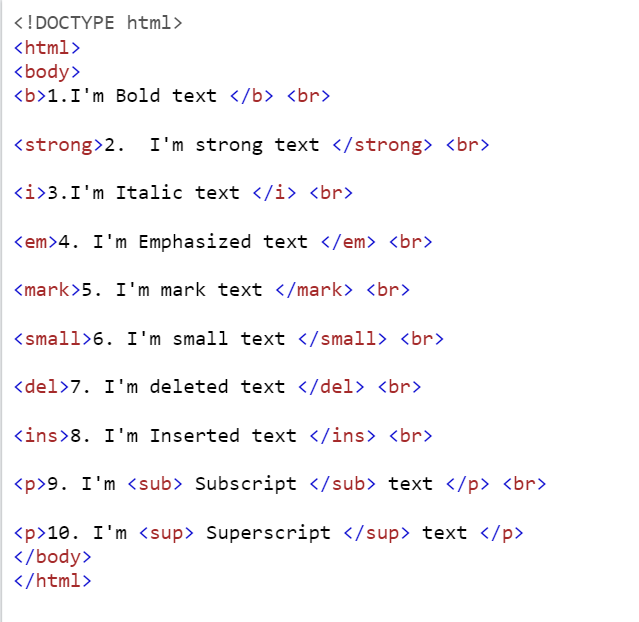 <!DOCTYPE html>
<html>
<body>
<b>1.I'm Bold text </b> <br>
<strong>2.  I'm strong text </strong> <br>
<i>3.I'm Italic text </i> <br>
<em>4. I'm Emphasized text </em> <br>
<mark>5. I'm mark text </mark> <br>
<small>6. I'm small text </small> <br>
<del>7. I'm deleted text </del> <br>
<ins>8. I'm Inserted text </ins> <br>
<p>9. I'm <sub> Subscript </sub> text </p> <br>
<p>10. I'm <sup> Superscript </sup> text </p>
</body>
</html>